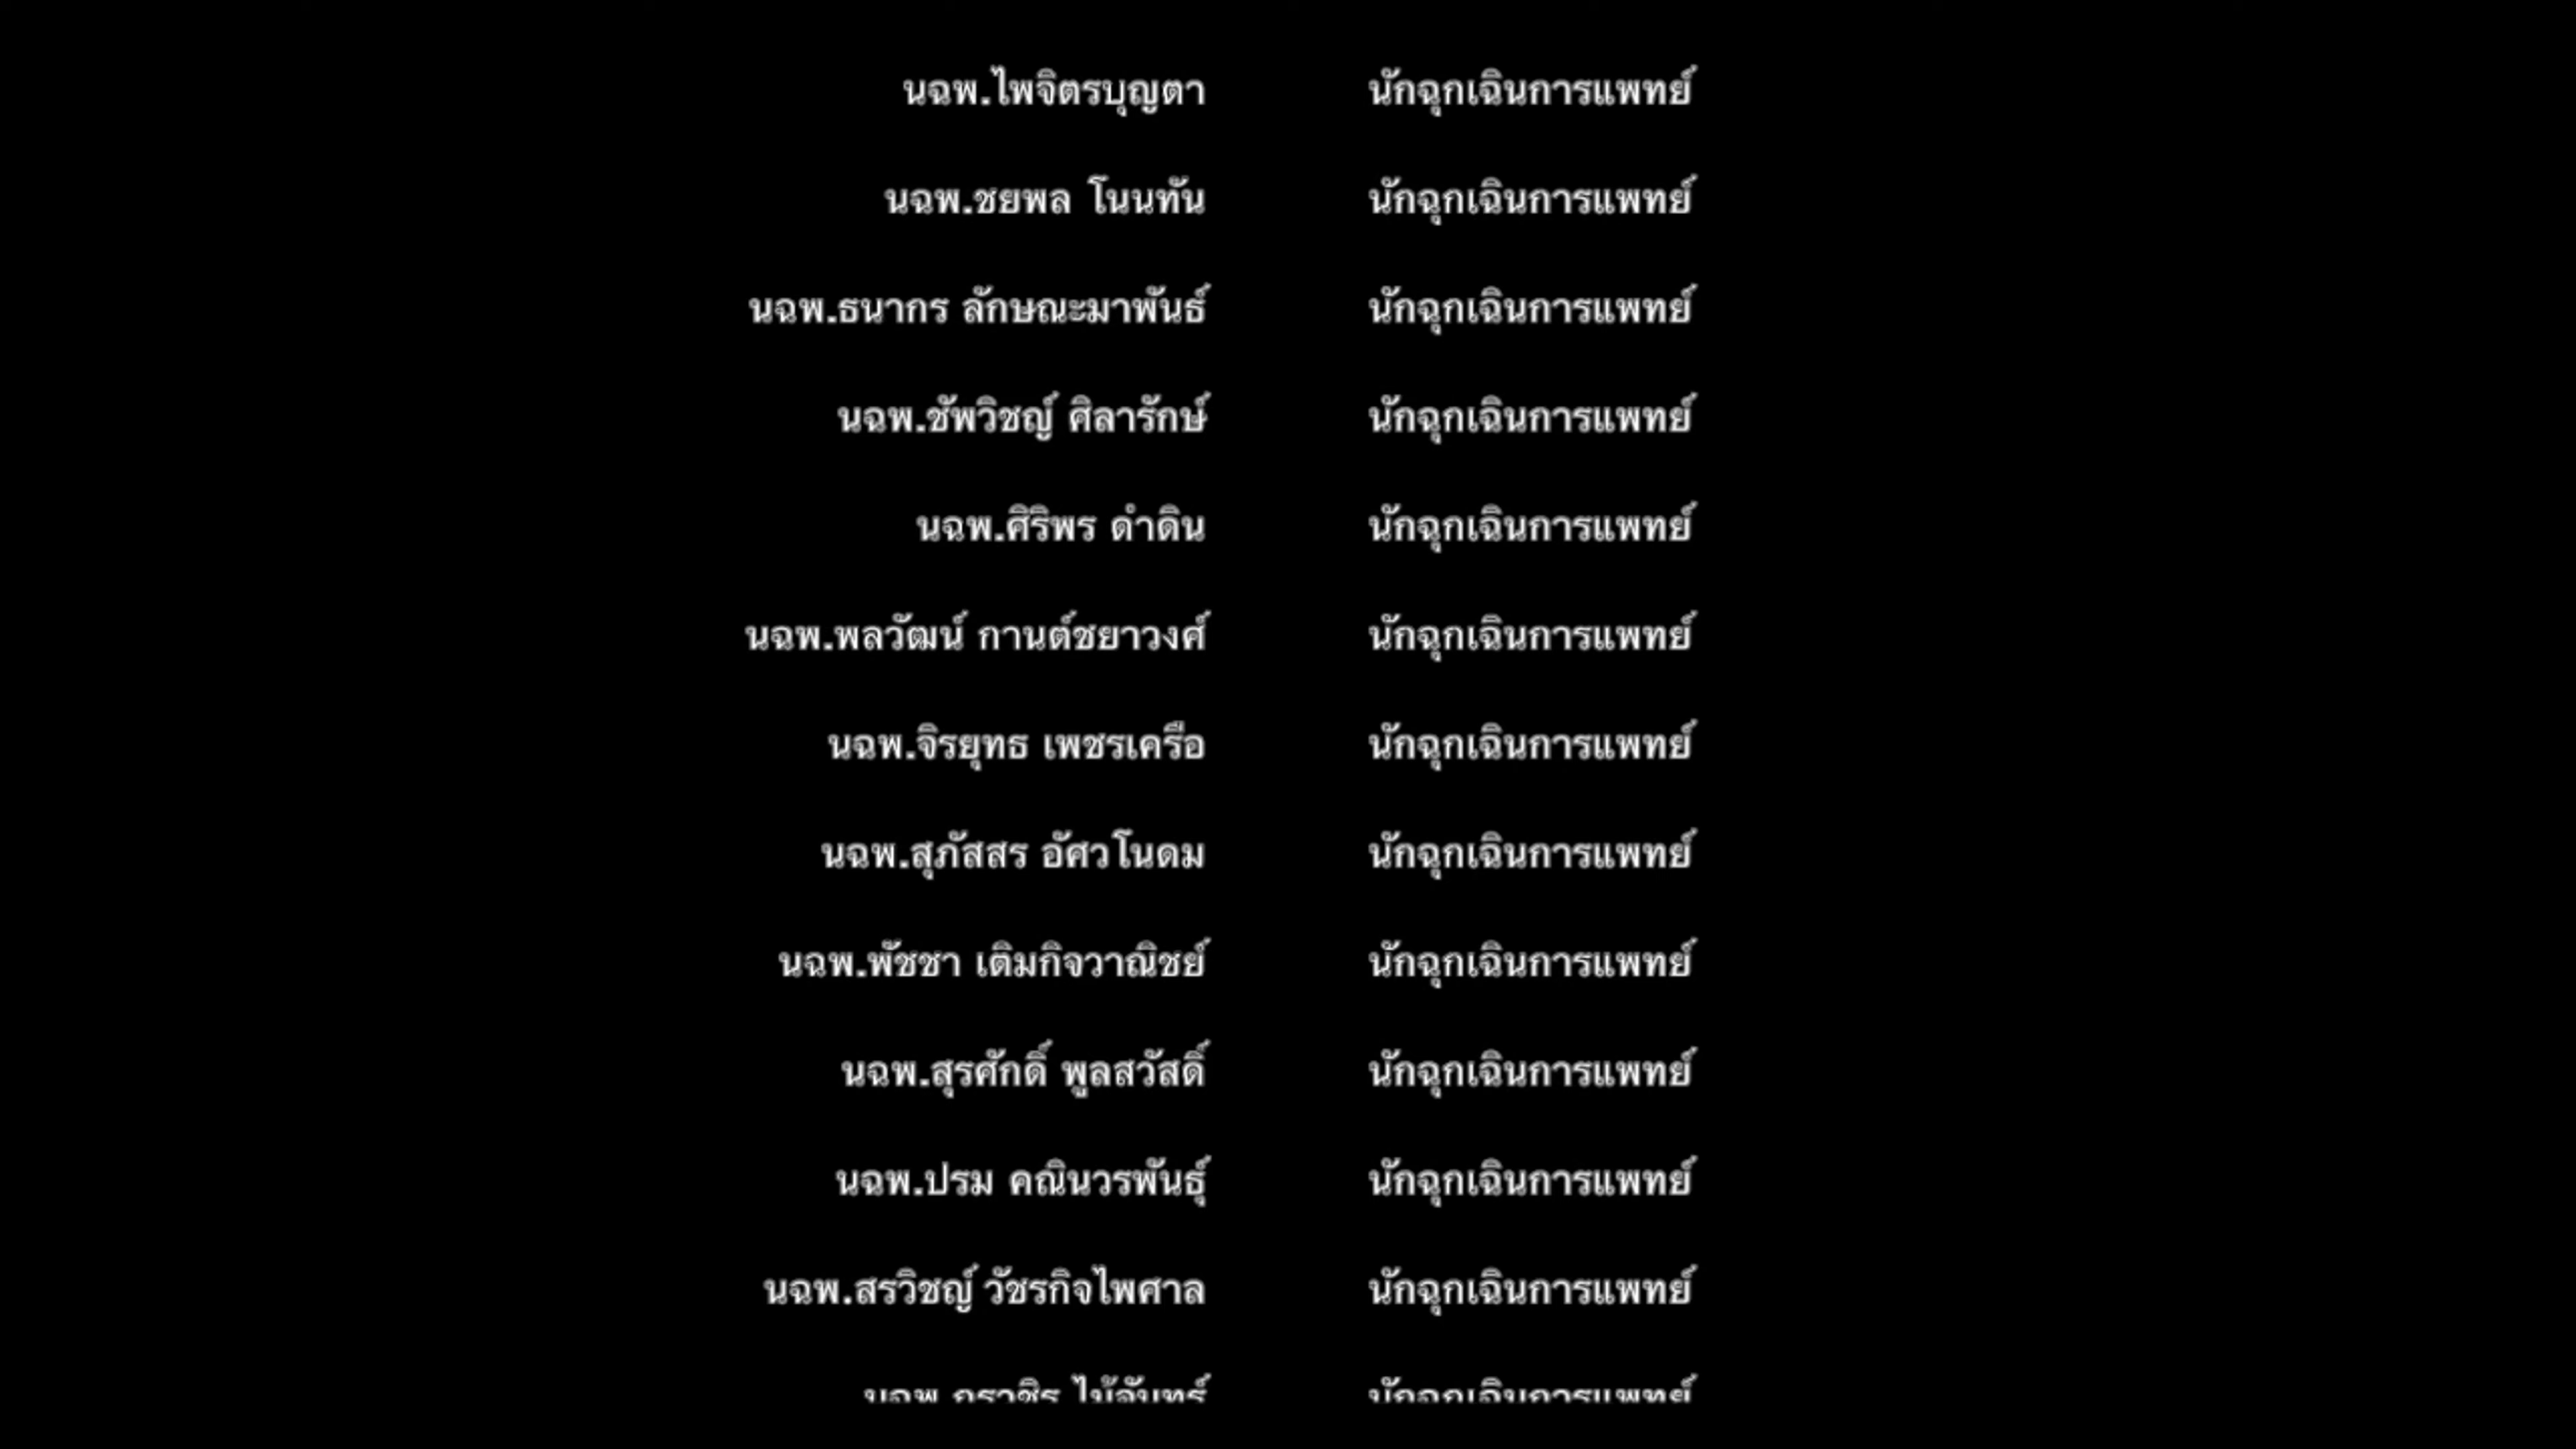 นฉพ.ไพจิตรบุญตา นักฉุกเฉินการแพทย์
นฉพ.ชยพล โนนทัน นักฉุกเฉินการแพทย์
นฉพ.ธนากร ลักษณะมาพันธ์ นักฉุกเฉินการแพทย์
นฉพ.ชัพวิชญ์ ศิลารักษ์ นักฉุกเฉินการแพทย์
นฉพ.ศิริพร ดำดิน นักฉุกเฉินการแพทย์
นฉพ.พลวัฒน์ กานต์ชยาวงศ์ นักฉุกเฉินการแพทย์
นฉพ.จิรยุทธ เพชรเครือ นักฉุกเฉินการแพทย์
นฉพ.สุภัสสร อัศวโนดม นักฉุกเฉินการแพทย์
นฉพ.พัชชา เติมกิจวาณิชย์ นักฉุกเฉินการแพทย์
นฉพ.สุรศักดิ์ พูลสวัสดิ์ นักฉุกเฉินการแพทย์
นฉพ.ปรม คณินวรพันธุ์ นักฉุกเฉินการแพทย์
นฉพ.สรวิชญ์ วัชรกิจไพศาล นักฉุกเฉินการแพทย์
นักฉุกเฉินการแพทย์